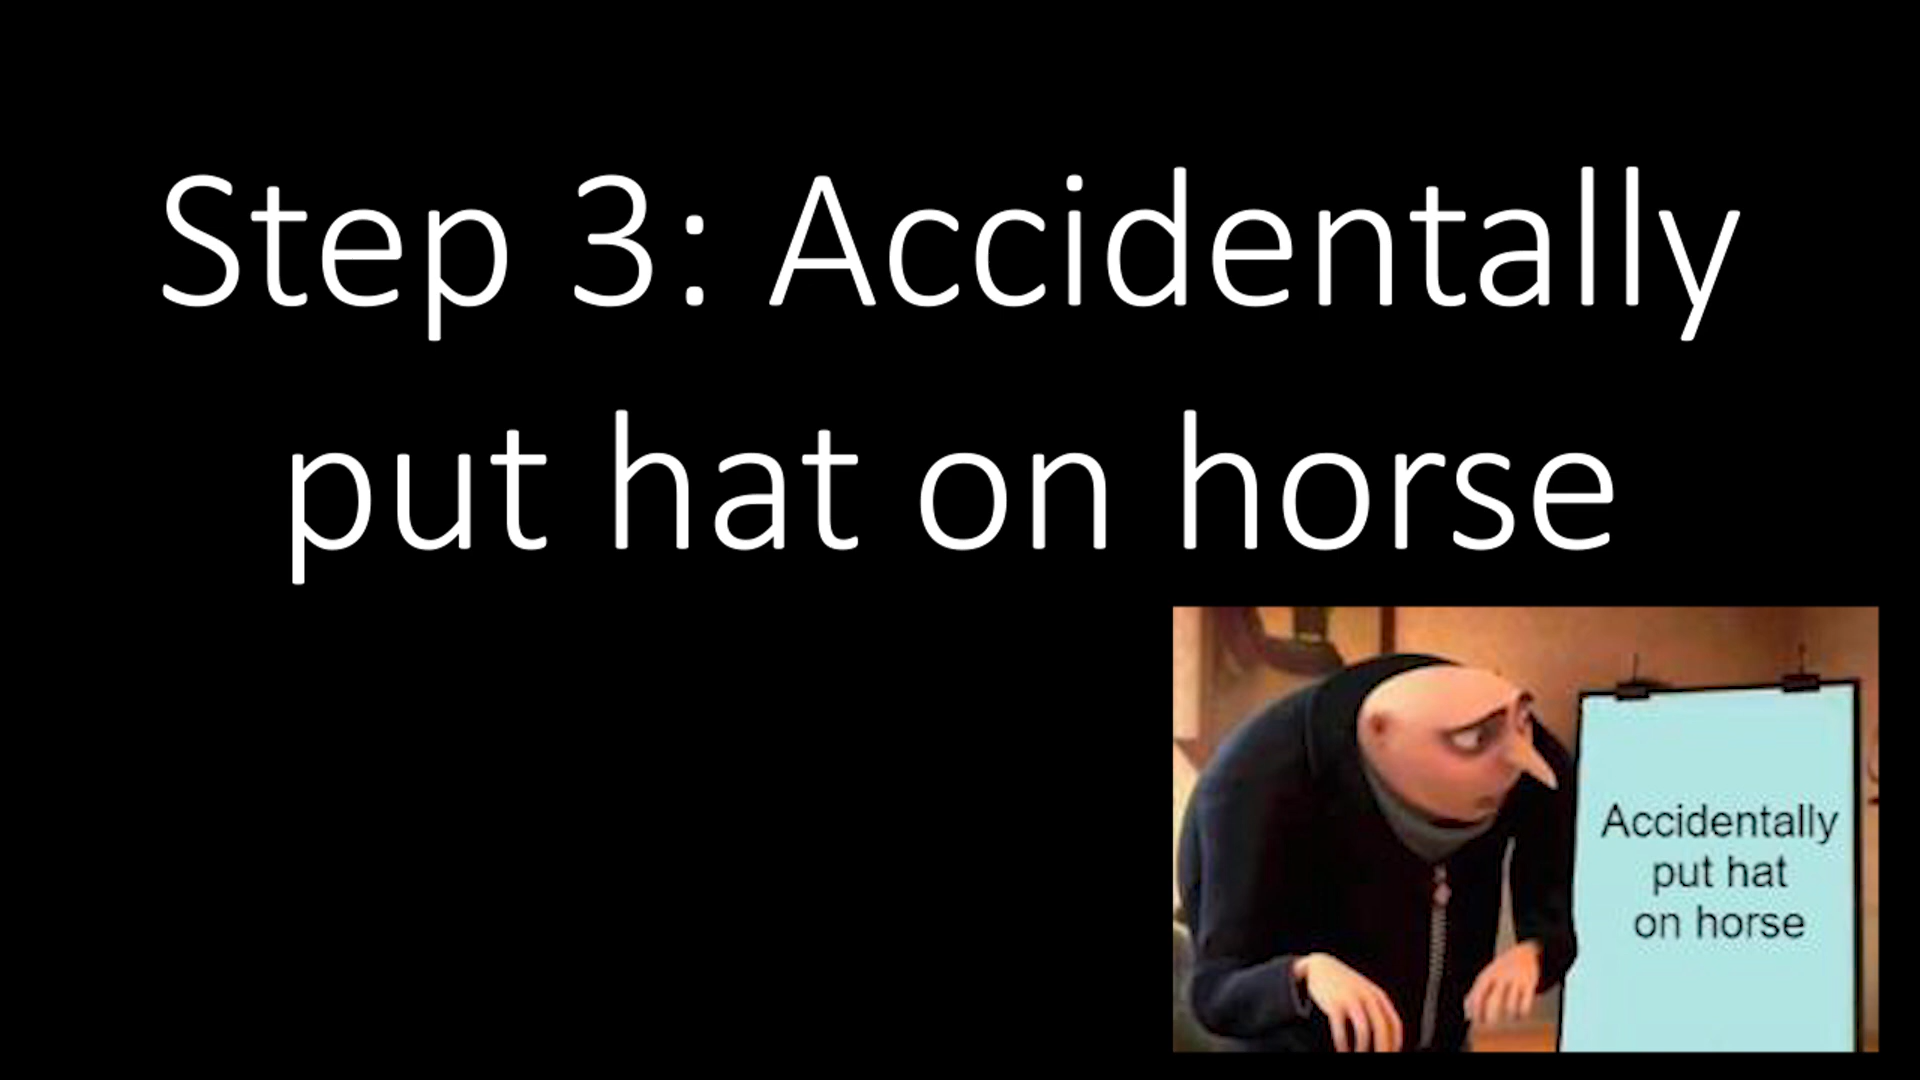 Step 3: Accidentally
put hat on horse
Accidentally
put hat
on horse